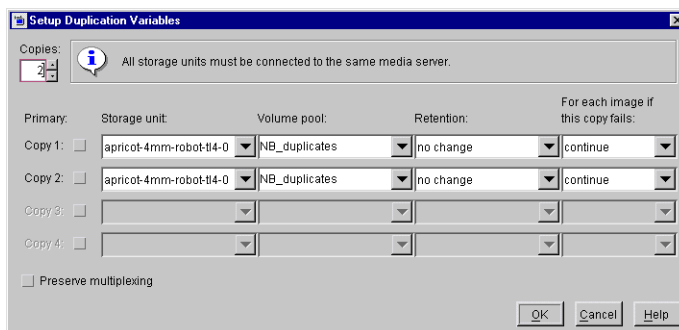 Setup Duplication Variables
Copies:
2
All storage units must be connected to the same media server.
Primary: Storage unit: Volume pool: Retention: For each image if this copy fails:
Copy 1: apricot-4mm-robot-tl4-0 NB_duplicates no change continue
Copy 2: apricot-4mm-robot-tl4-0 NB_duplicates no change continue
Copy 3:
Copy 4:
Preserve multiplexing
OK Cancel Help